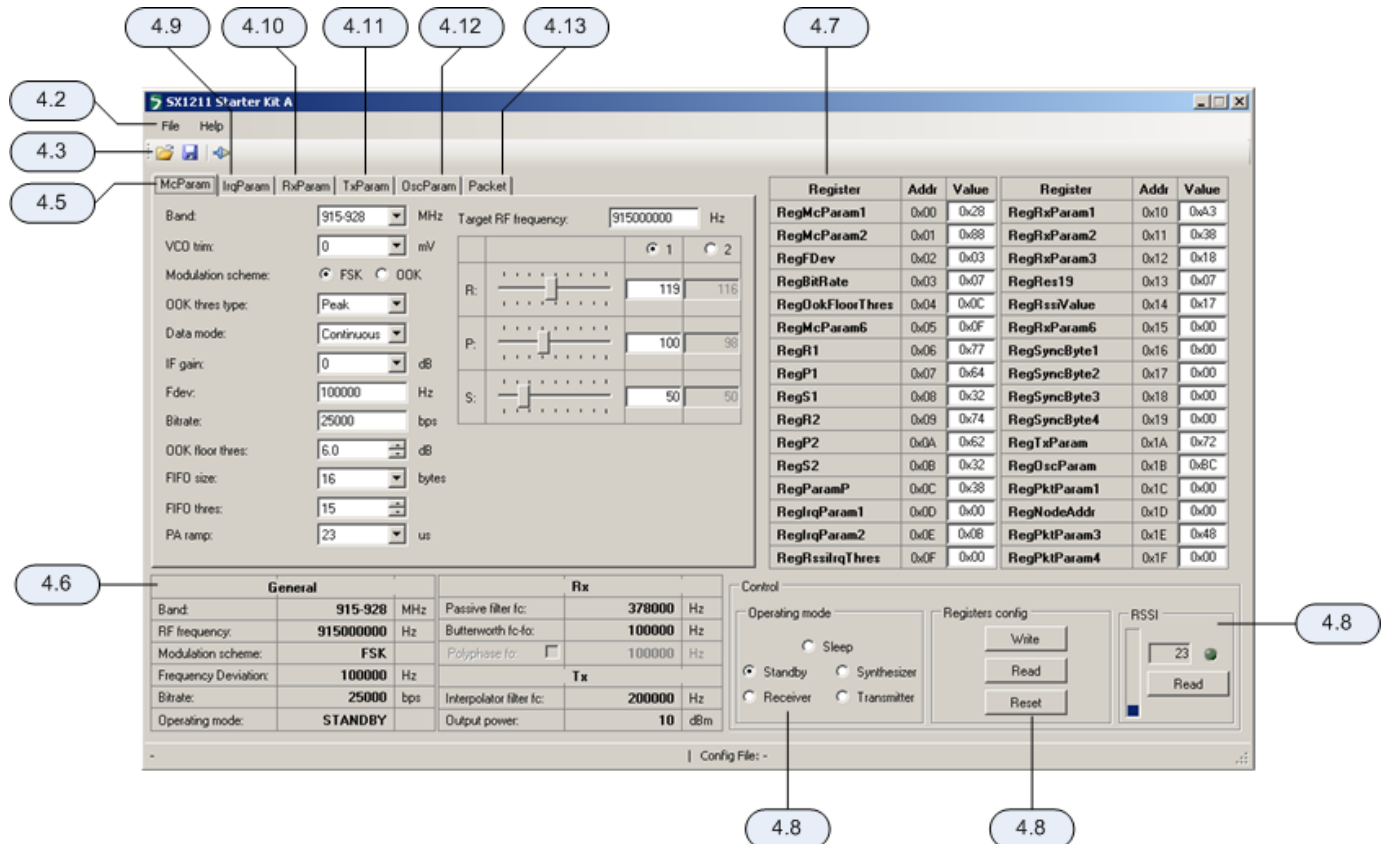 4.9 4.10 4.11 4.12 4.13 4.7
4.2
4.3
4.5
SX1211 Starter Kit A
File Help
McParam IrqParam RxParam TxParam OscParam Packet
Band: 915-928 MHz
VCO trim: 0 mV
Modulation scheme: FSK OOK
OOK thres type: Peak
Data mode: Continuous
IF gain: 0 dB
Fdev: 100000 Hz
Bitrate: 25000 bps
OOK floor thres: 6.0 dB
FIFO size: 16 bytes
FIFO thres: 15
PA ramp: 23 us
Target RF frequency: 915000000 Hz
1 2
R: 119 116
P: 100 98
S: 50 50
Register Addr Value Register Addr Value
RegMcParam1 0x00 0x28 RegRxParam1 0x10 0xA3
RegMcParam2 0x01 0x88 RegRxParam2 0x11 0x38
RegFDev 0x02 0x03 RegRxParam3 0x12 0x18
RegBitRate 0x03 0x07 RegRes19 0x13 0x07
RegOokFloorThres 0x04 0x0C RegRssiValue 0x14 0x17
RegMcParam6 0x05 0x0F RegRxParam6 0x15 0x00
RegR1 0x06 0x77 RegSyncByte1 0x16 0x00
RegP1 0x07 0x64 RegSyncByte2 0x17 0x00
RegS1 0x08 0x32 RegSyncByte3 0x18 0x00
RegR2 0x09 0x74 RegSyncByte4 0x19 0x00
RegP2 0x0A 0x62 RegTxParam 0x1A 0x72
RegS2 0x0B 0x32 RegOscParam 0x1B 0xBC
RegParamP 0x0C 0x38 RegPktParam1 0x1C 0x00
RegIrqParam1 0x0D 0x00 RegNodeAddr 0x1D 0x00
RegIrqParam2 0x0E 0x0B RegPktParam3 0x1E 0x48
RegRssiIrqThres 0x0F 0x00 RegPktParam4 0x1F 0x00
4.6
General
Band: 915-928 MHz
RF frequency: 915000000 Hz
Modulation scheme: FSK
Frequency Deviation: 100000 Hz
Bitrate: 25000 bps
Operating mode: STANDBY
Rx
Passive filter fc: 378000 Hz
Butterworth fc-fo: 100000 Hz
Polyphase fo: 100000 Hz
Tx
Interpolator filter fc: 200000 Hz
Output power: 10 dBm
Control
Operating mode
Sleep
Standby Synthesizer
Receiver Transmitter
Registers config
Write
Read
Reset
RSSI
23
Read
4.8
- | Config File: -
4.8 4.8